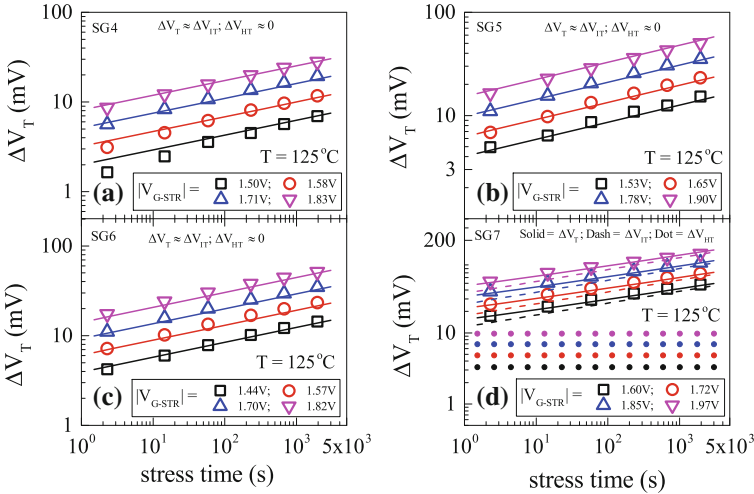 SG4
ΔV_T ≈ ΔV_IT; ΔV_HT ≈ 0
100
10
1
ΔV_T (mV)
T = 125°C
(a)
|V_G-STR| =
1.50V;
1.58V
1.71V;
1.83V
SG5
ΔV_T ≈ ΔV_IT; ΔV_HT ≈ 0
100
10
3
ΔV_T (mV)
T = 125°C
(b)
|V_G-STR| =
1.53V;
1.65V
1.78V;
1.90V
SG6
ΔV_T ≈ ΔV_IT; ΔV_HT ≈ 0
100
10
1
ΔV_T (mV)
T = 125°C
(c)
|V_G-STR| =
1.44V;
1.57V
1.70V;
1.82V
10^0
10^1
10^2
10^3
5x10^3
stress time (s)
SG7
Solid = ΔV_T; Dash = ΔV_IT; Dot = ΔV_HT
200
10
1
ΔV_T (mV)
T = 125°C
(d)
|V_G-STR| =
1.60V;
1.72V
1.85V;
1.97V
10^0
10^1
10^2
10^3
5x10^3
stress time (s)